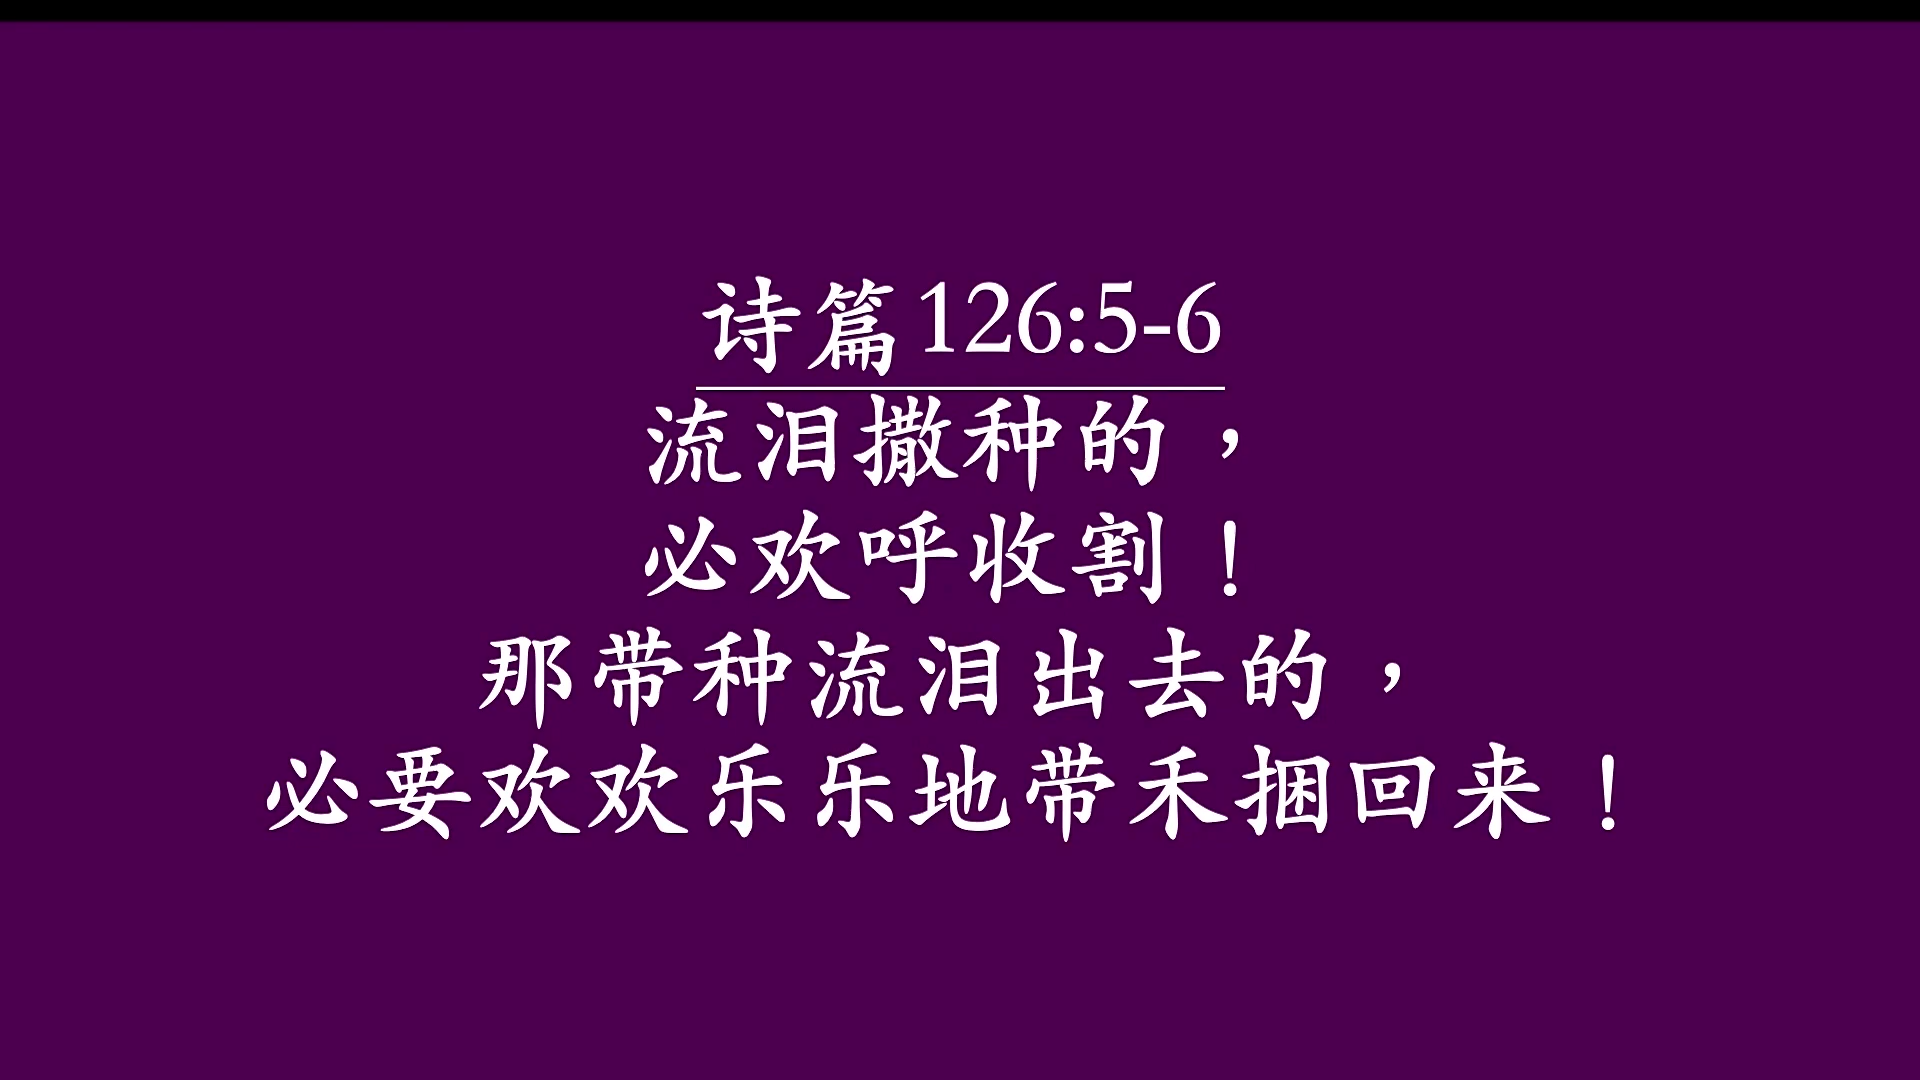 诗篇126:5-6
流泪撒种的，
必欢呼收割！
那带种流泪出去的，
必要欢欢乐乐地带禾捆回来！